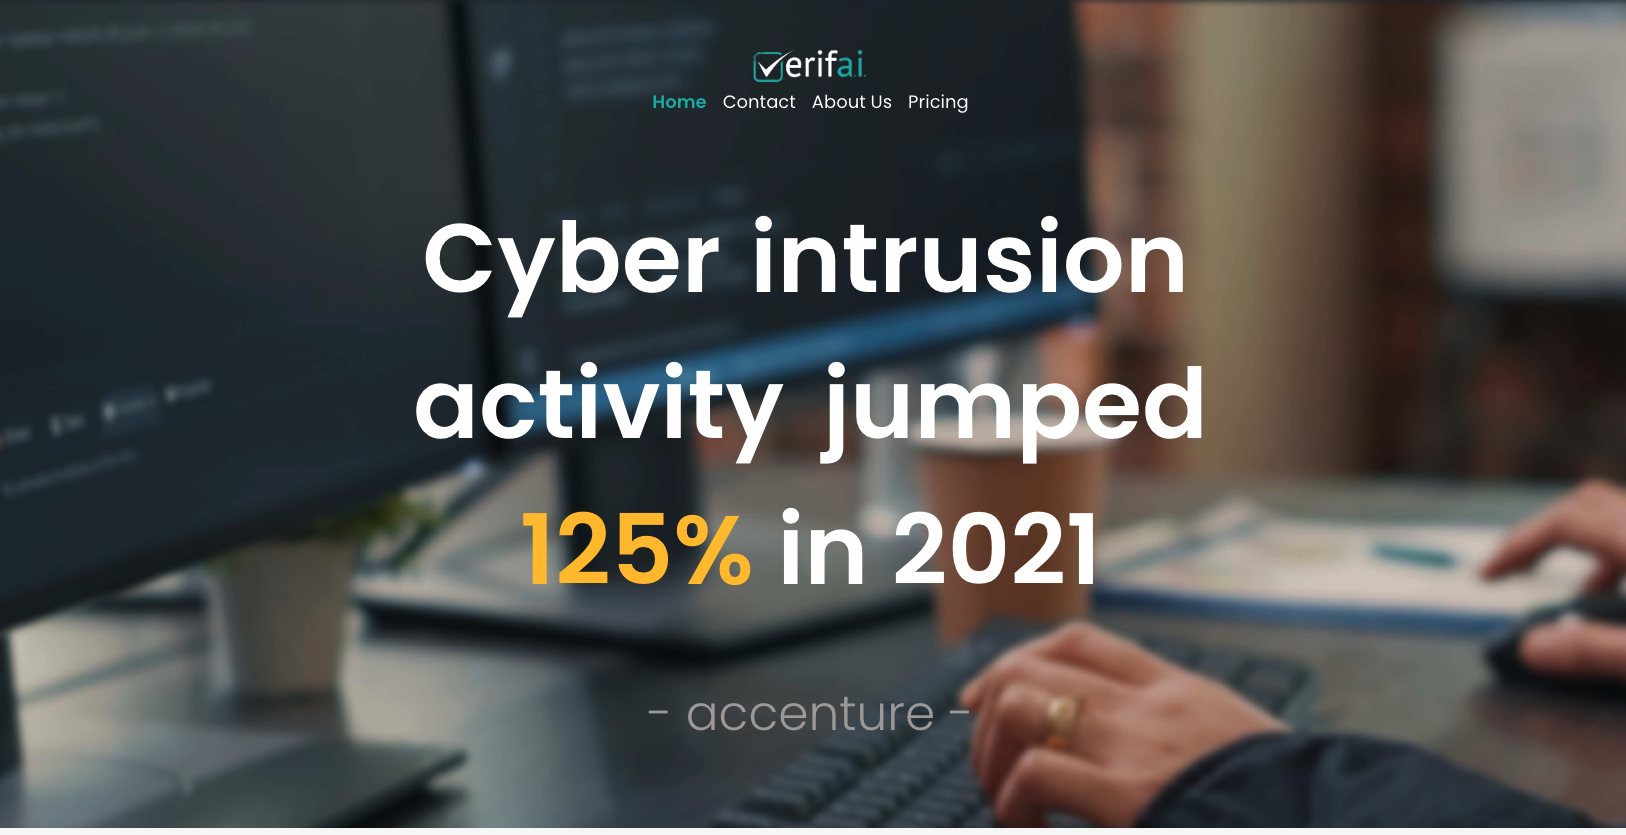 Verifai
Home Contact About Us Pricing
Cyber intrusion
activity jumped
125% in 2021
- accenture -